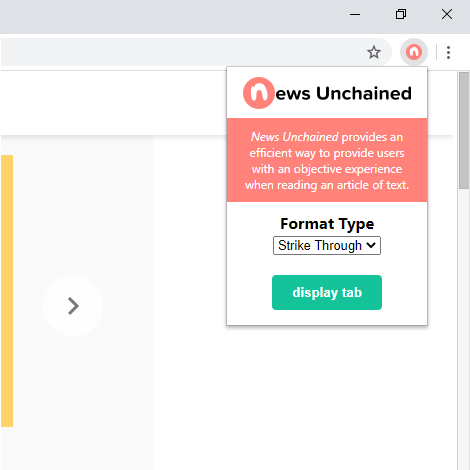 news Unchained
News Unchained provides an
efficient way to provide users
with an objective experience
when reading an article of text.
Format Type
Strike Through
display tab